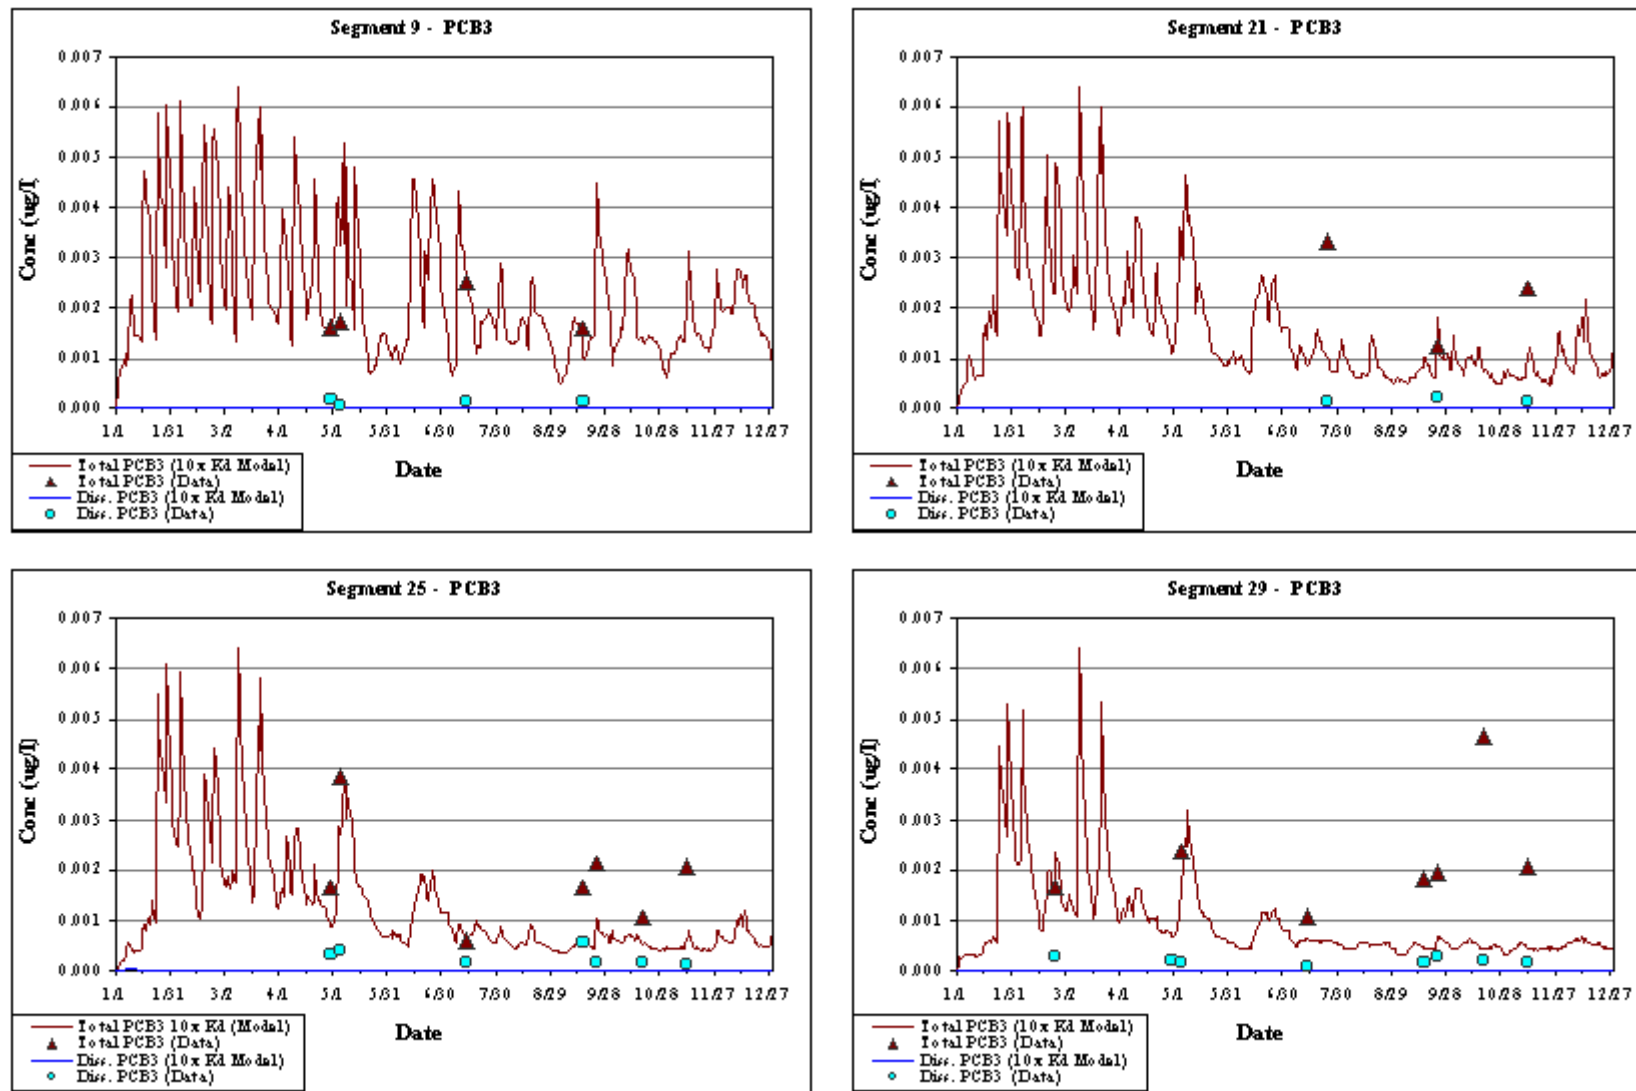 Segment 9 - PCB3
0.007
0.006
0.005
0.004
0.003
0.002
0.001
0.000
Conc (ug/L)
1/1 1/31 3/2 4/1 5/1 5/31 6/30 7/30 8/29 9/28 10/28 11/27 12/27
Date
Total PCB3 (10x Kd Model)
Total PCB3 (Data)
Diss. PCB3 (10x Kd Model)
Diss. PCB3 (Data)
Segment 21 - PCB3
0.007
0.006
0.005
0.004
0.003
0.002
0.001
0.000
Conc (ug/L)
1/1 1/31 3/2 4/1 5/1 5/31 6/30 7/30 8/29 9/28 10/28 11/27 12/27
Date
Total PCB3 (10x Kd Model)
Total PCB3 (Data)
Diss. PCB3 (10x Kd Model)
Diss. PCB3 (Data)
Segment 25 - PCB3
0.007
0.006
0.005
0.004
0.003
0.002
0.001
0.000
Conc (ug/L)
1/1 1/31 3/2 4/1 5/1 5/31 6/30 7/30 8/29 9/28 10/28 11/27 12/27
Date
Total PCB3 10x Kd (Model)
Total PCB3 (Data)
Diss. PCB3 (10x Kd Model)
Diss. PCB3 (Data)
Segment 29 - PCB3
0.007
0.006
0.005
0.004
0.003
0.002
0.001
0.000
Conc (ug/L)
1/1 1/31 3/2 4/1 5/1 5/31 6/30 7/30 8/29 9/28 10/28 11/27 12/27
Date
Total PCB3 (10x Kd Model)
Total PCB3 (Data)
Diss. PCB3 (10x Kd Model)
Diss. PCB3 (Data)